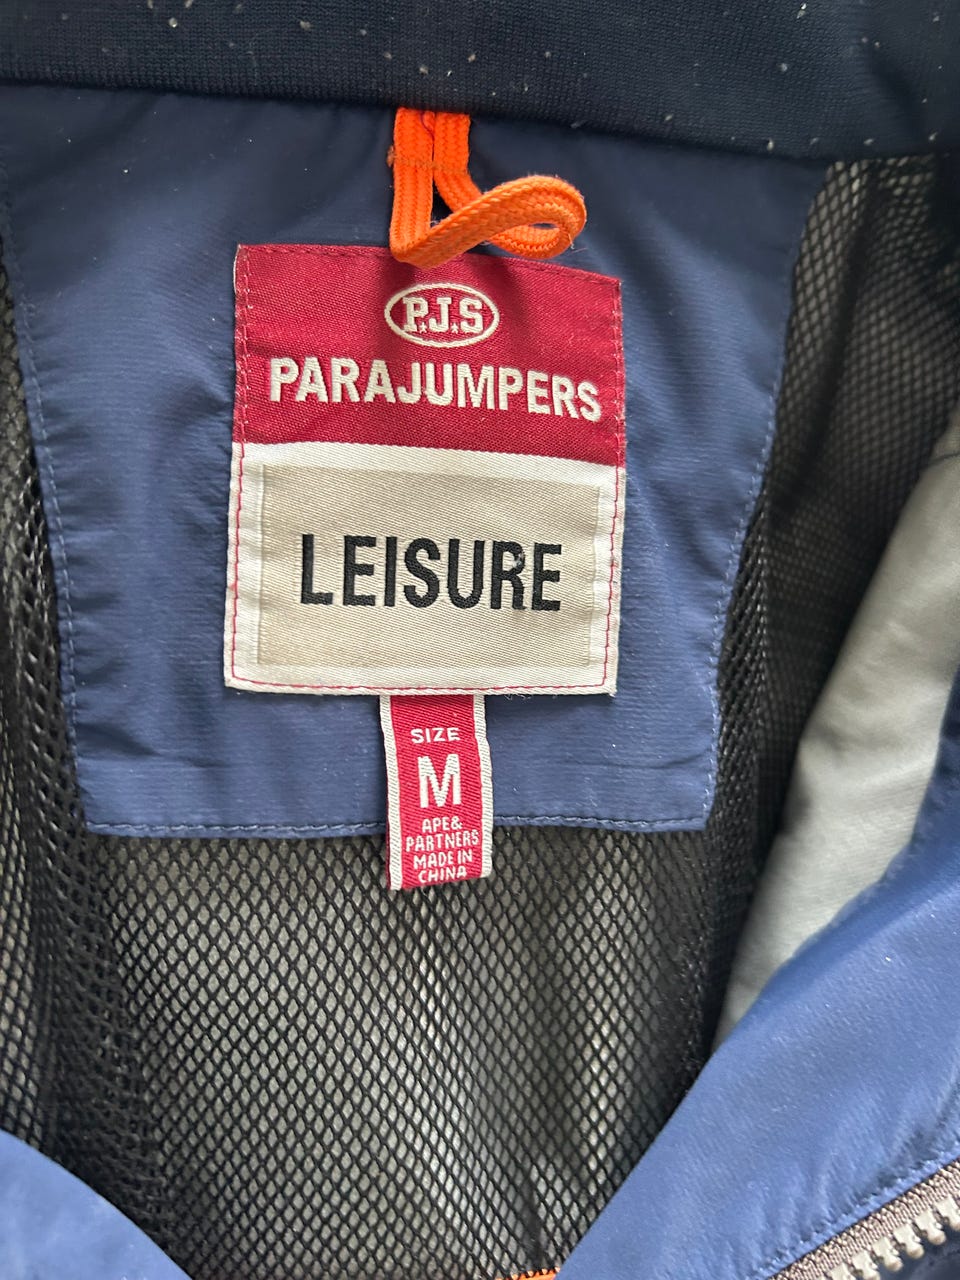 P.J.S
PARAJUMPERS
LEISURE
SIZE
M
APE&
PARTNERS
MADE IN
CHINA